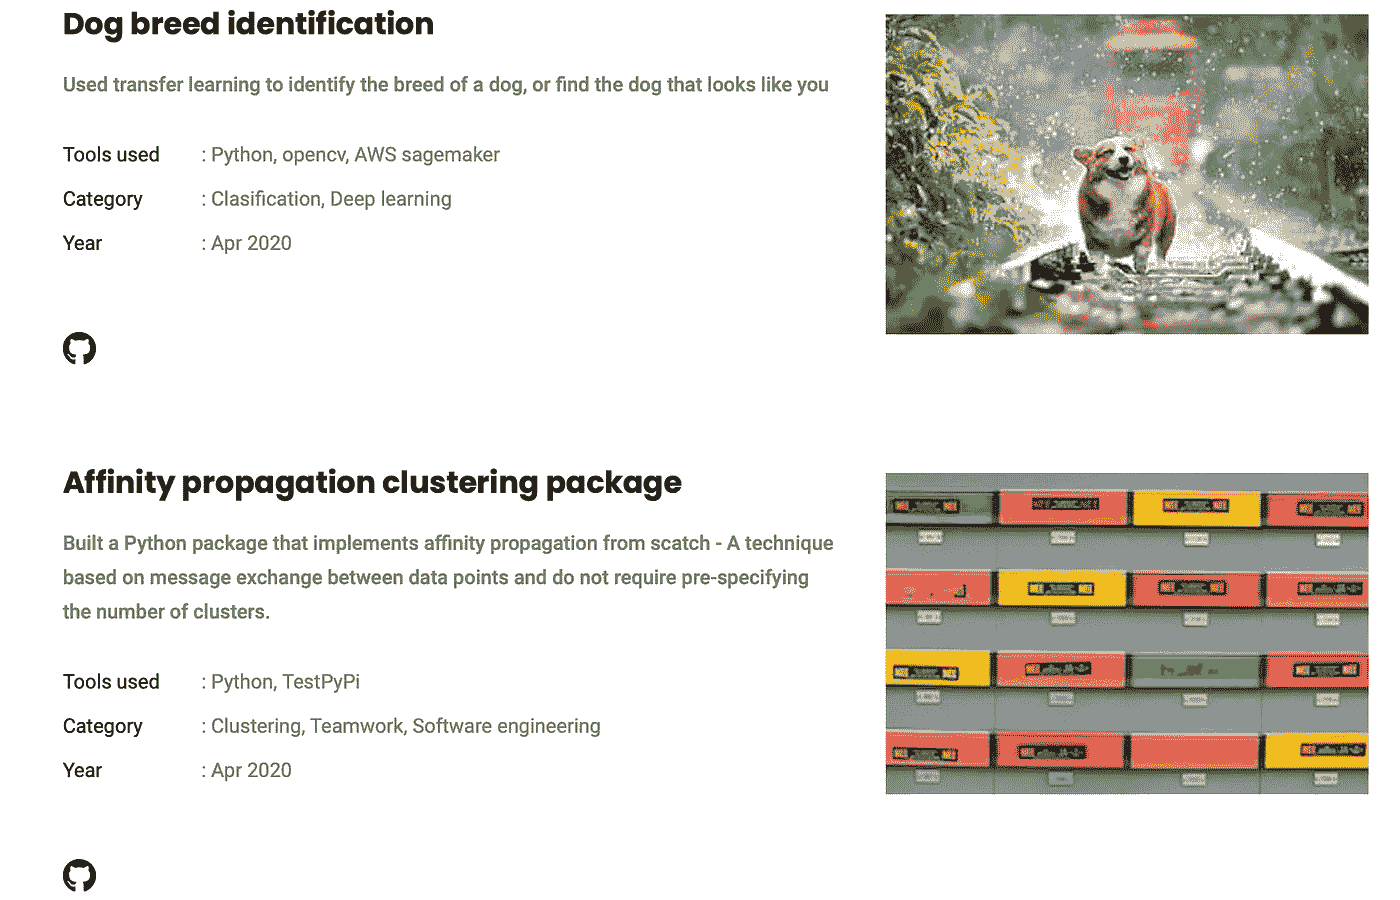 Dog breed identification
Used transfer learning to identify the breed of a dog, or find the dog that looks like you
Tools used : Python, opencv, AWS sagemaker
Category : Clasification, Deep learning
Year : Apr 2020
Affinity propagation clustering package
Built a Python package that implements affinity propagation from scatch - A technique
based on message exchange between data points and do not require pre-specifying
the number of clusters.
Tools used : Python, TestPyPi
Category : Clustering, Teamwork, Software engineering
Year : Apr 2020